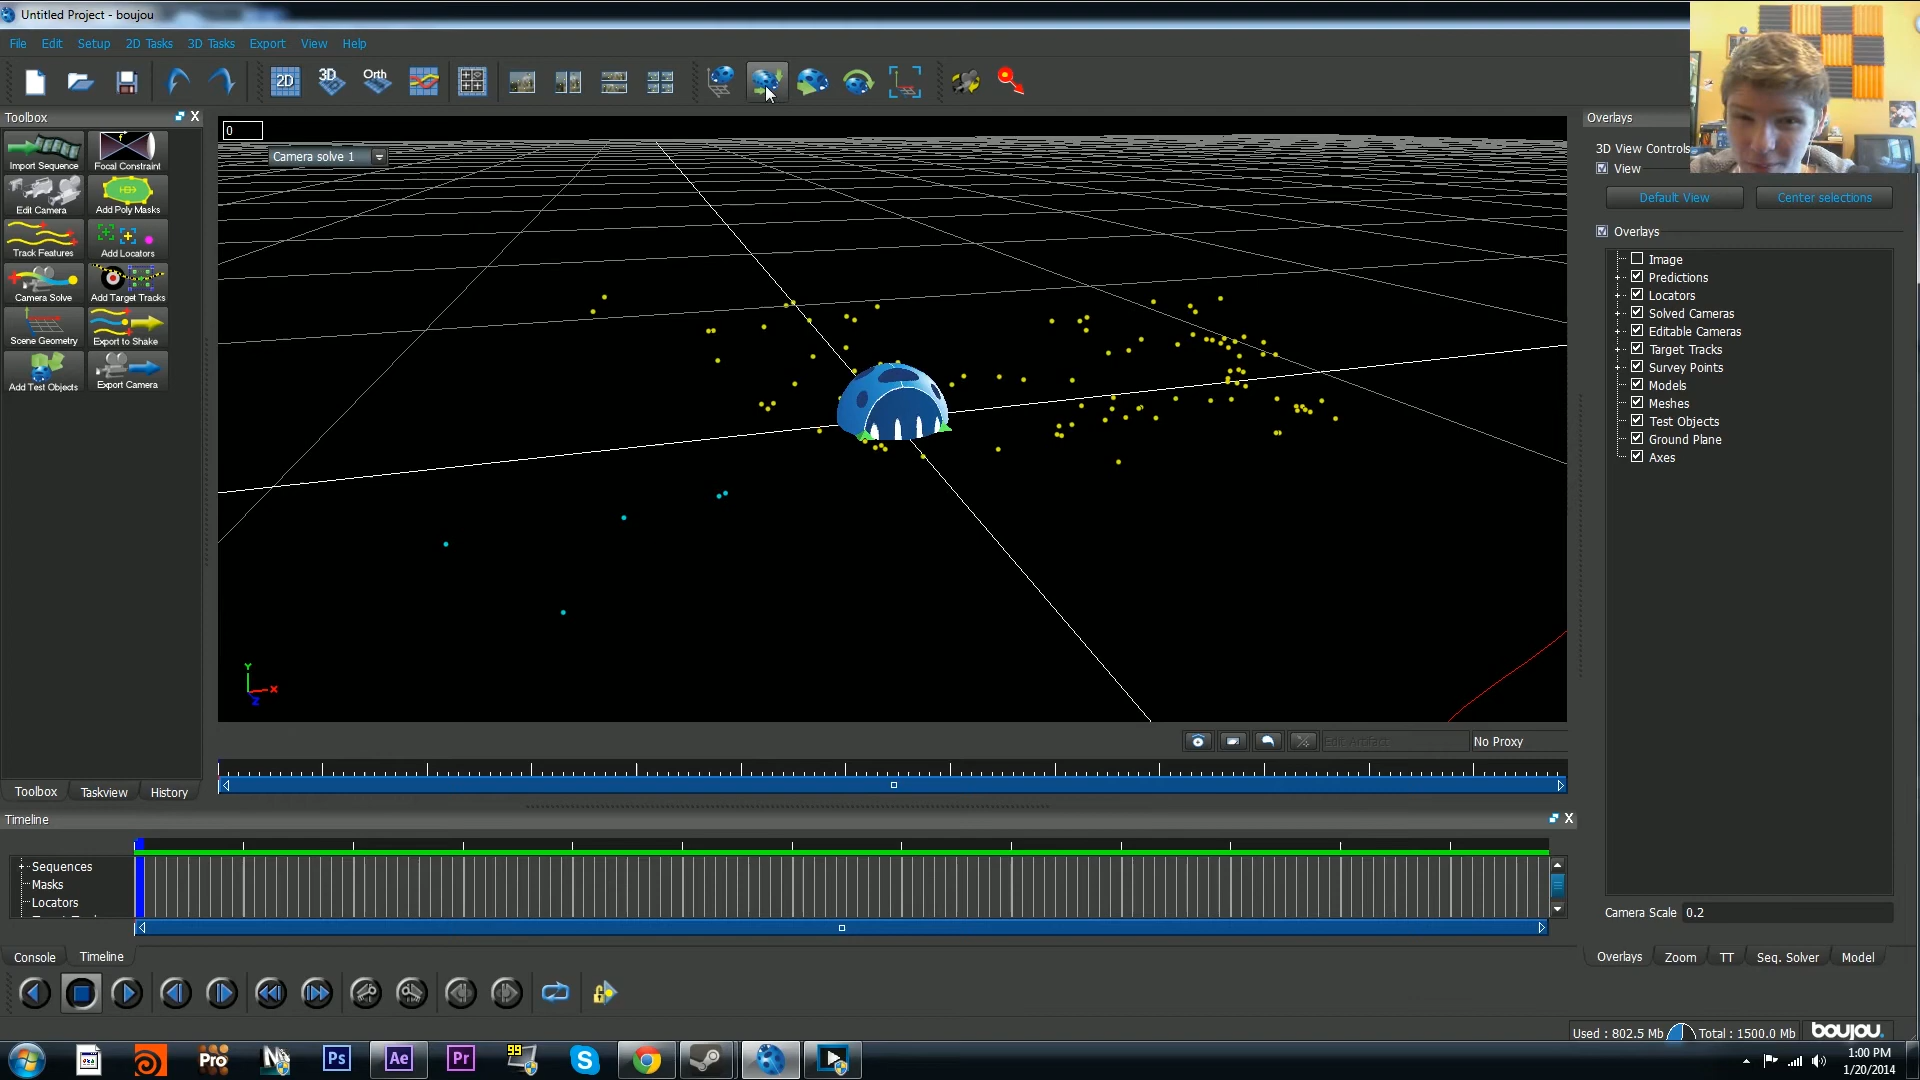 Untitled Project - boujou
File Edit Setup 2D Tasks 3D Tasks Export View Help
2D 3D Orth
Toolbox X
Import Sequence Focal Constraint
Edit Camera Add Poly Masks
Track Features Add Locators
Camera Solve Add Target Tracks
Scene Geometry Export to Shake
Add Test Objects Export Camera
0
Camera solve 1
Y
X
Z
Edit Artifact
No Proxy
Toolbox Taskview History
Timeline X
Sequences
Masks
Locators
Console Timeline
Overlays
3D View Controls
View
Default View Center selections
Overlays
Image
Predictions
Locators
Solved Cameras
Editable Cameras
Target Tracks
Survey Points
Models
Meshes
Test Objects
Ground Plane
Axes
Camera Scale 0.2
Overlays Zoom TT Seq. Solver Model
Used : 802.5 Mb Total : 1500.0 Mb boujou.
Pro Ps Ae Pr 99
1:00 PM
1/20/2014